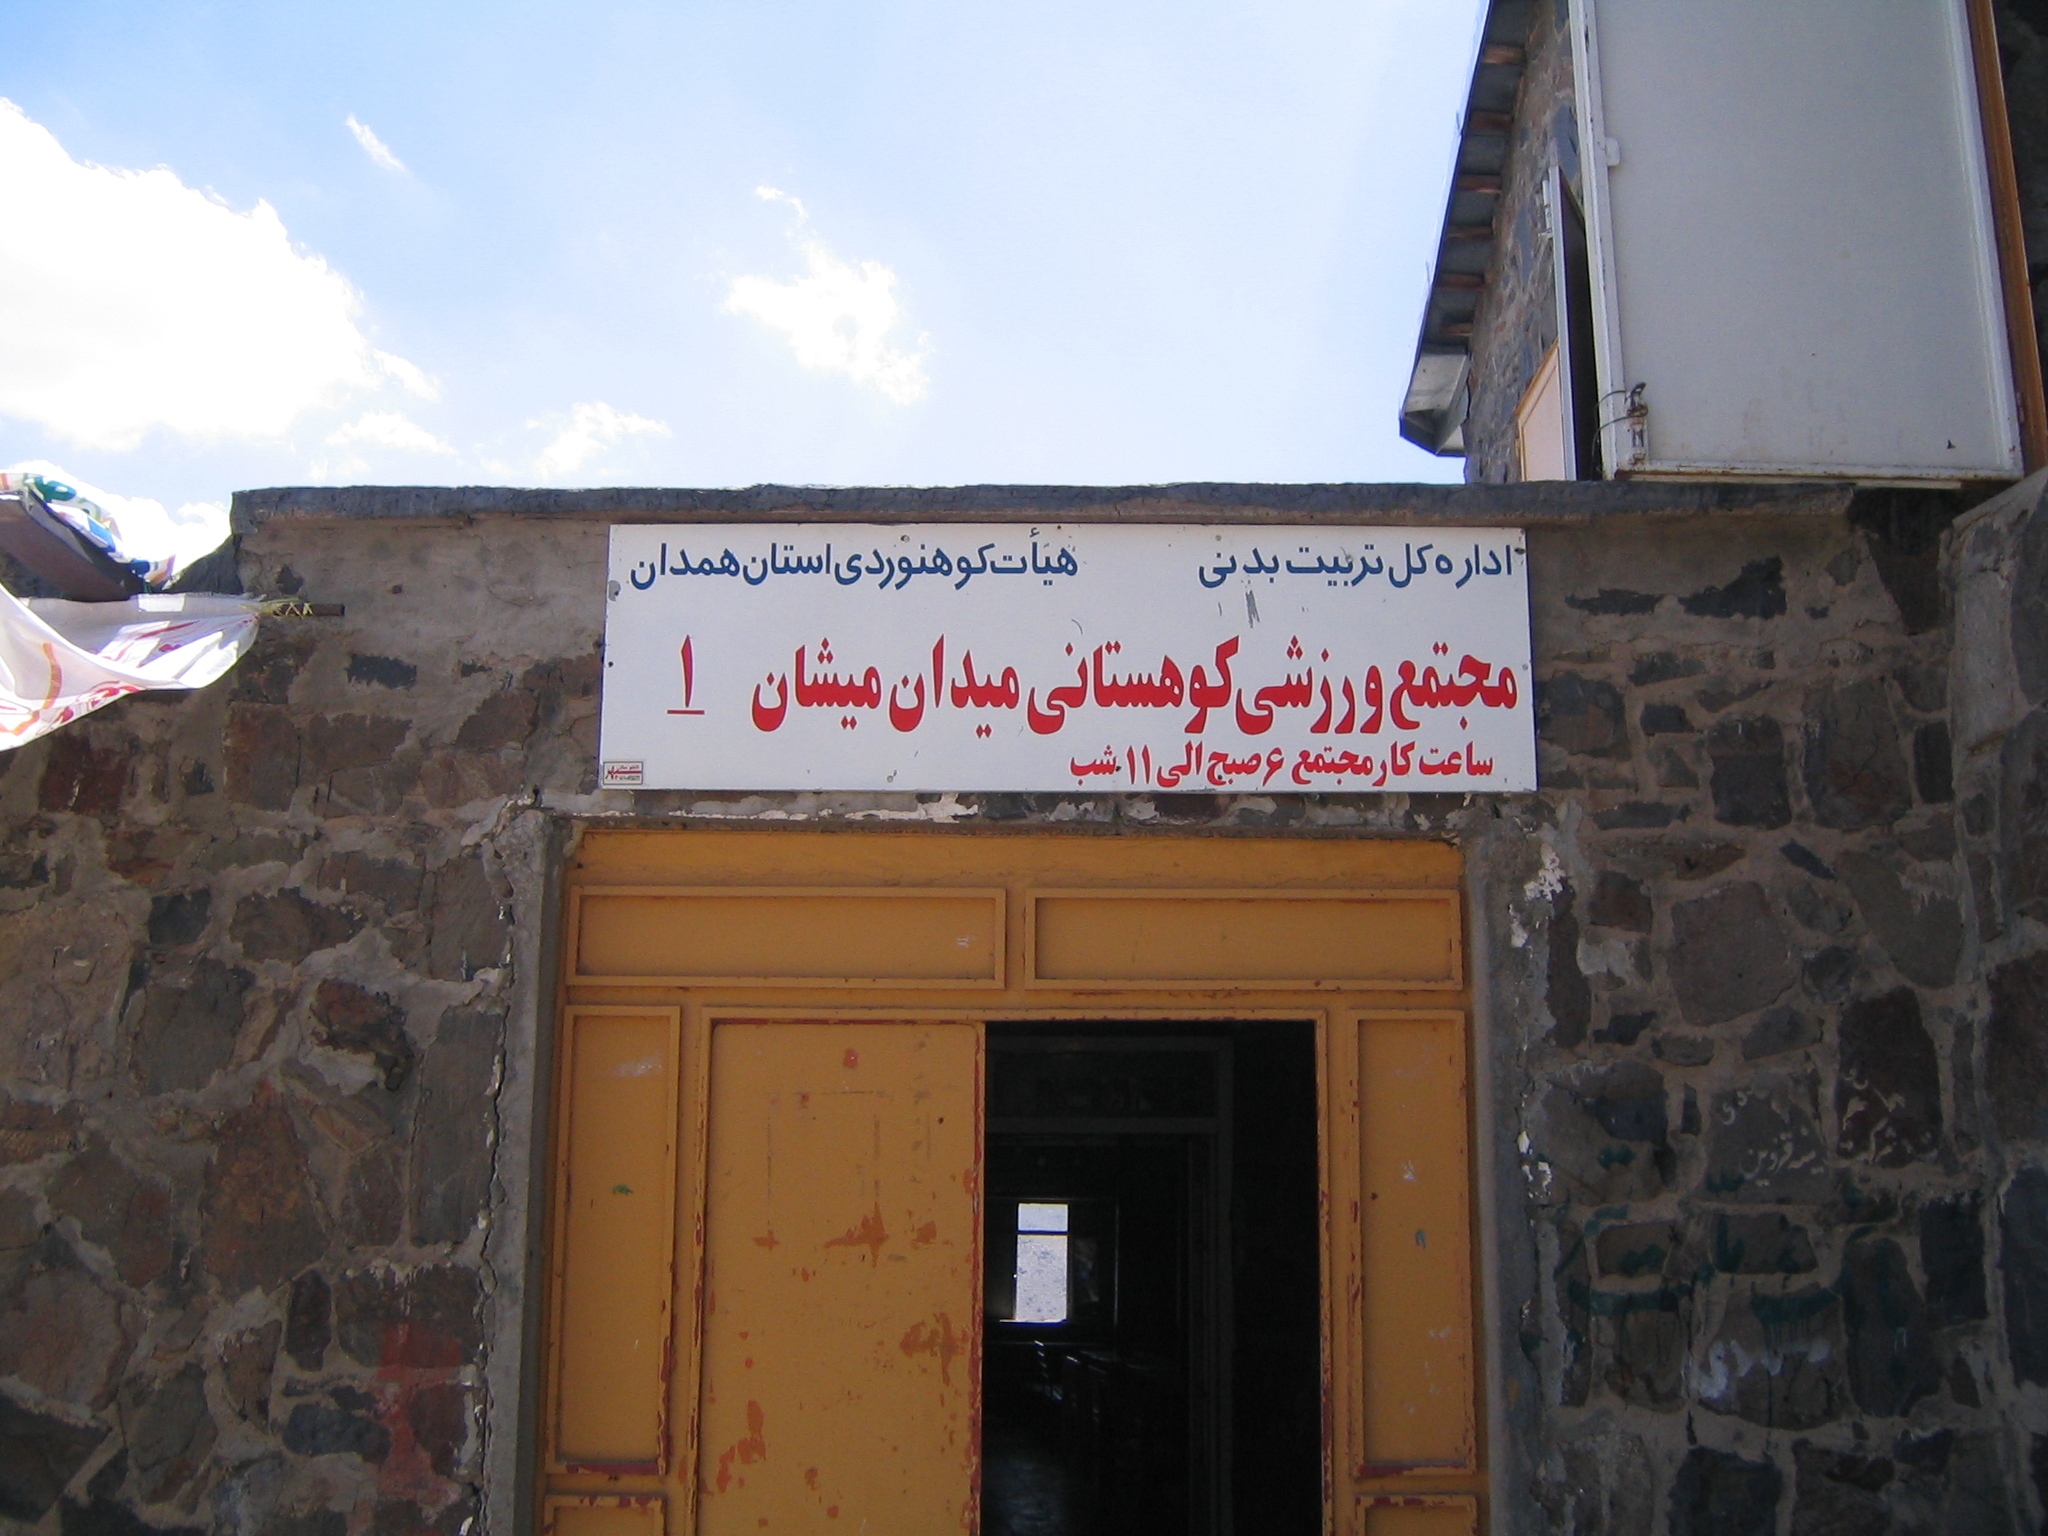 اداره کل تربیت بدنی هیأت کوهنوردی استان همدان
مجتمع ورزشی کوهستانی میدان میشان ۱
ساعت کار مجتمع ۶ صبح الی ۱۱ شب